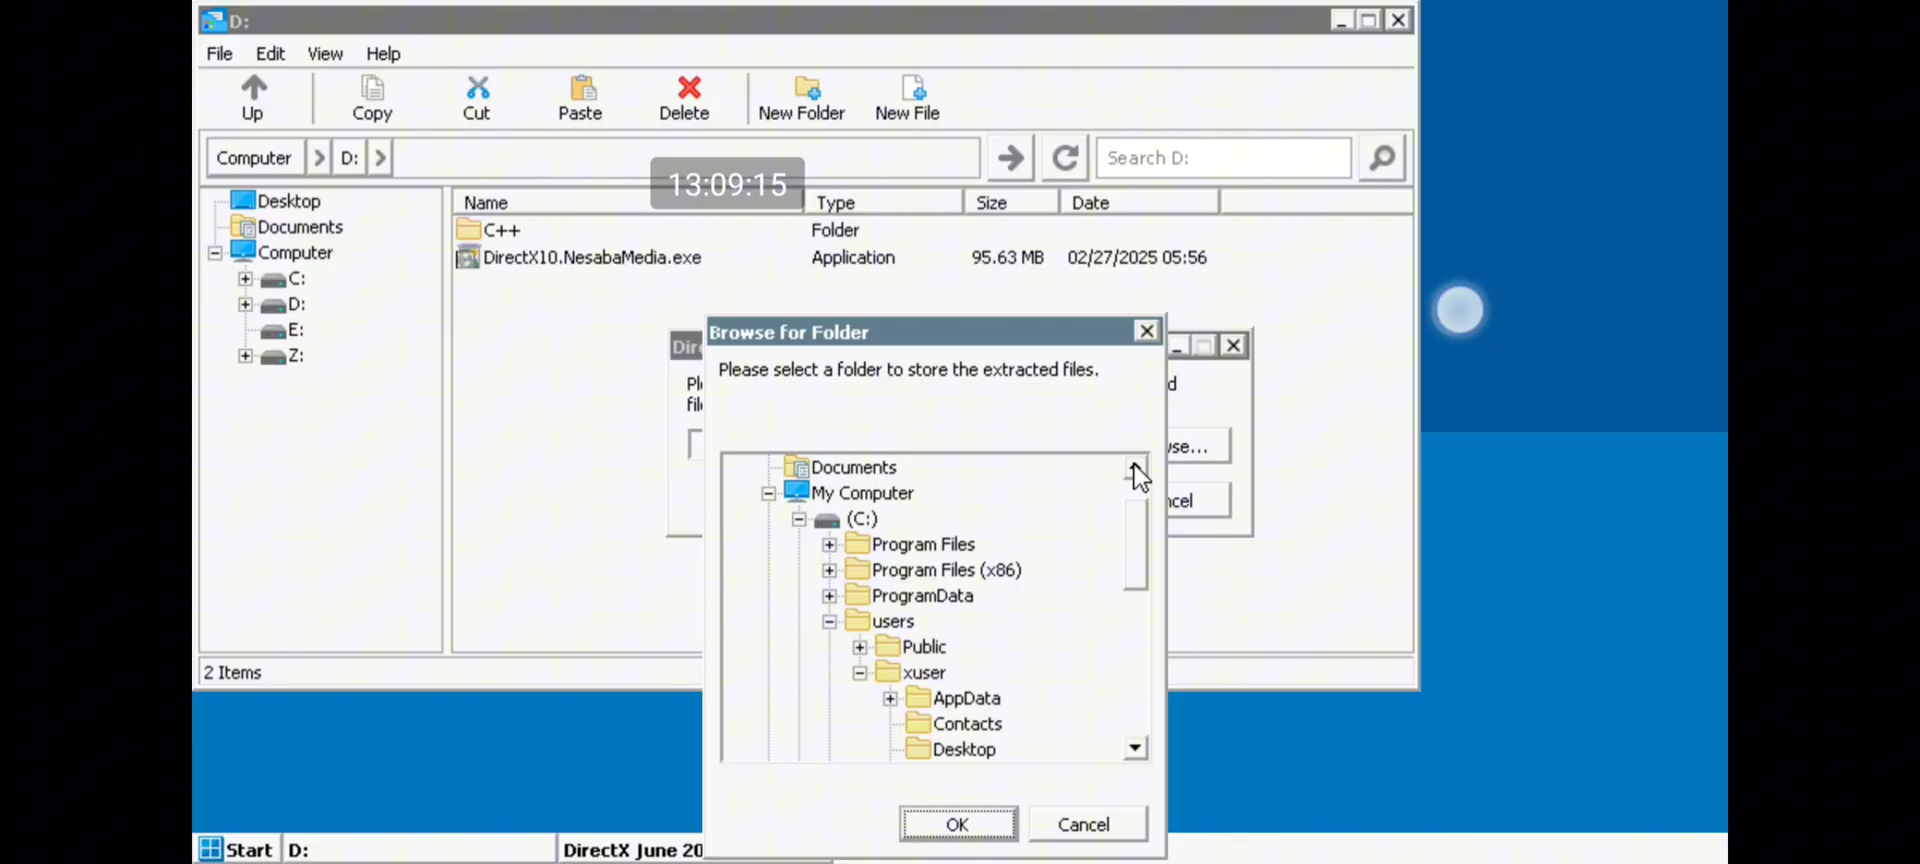 D:
File Edit View Help
Up Copy Cut Paste Delete New Folder New File
Computer > D: > Search D:
13:09:15
Desktop
Documents
Computer
C:
D:
E:
Z:
Name Type Size Date
C++ Folder
DirectX10.NesabaMedia.exe Application 95.63 MB 02/27/2025 05:56
Browse for Folder
Please select a folder to store the extracted files.
Documents
My Computer
(C:)
Program Files
Program Files (x86)
ProgramData
users
Public
xuser
AppData
Contacts
Desktop
OK Cancel
2 Items
Start D: DirectX June 20